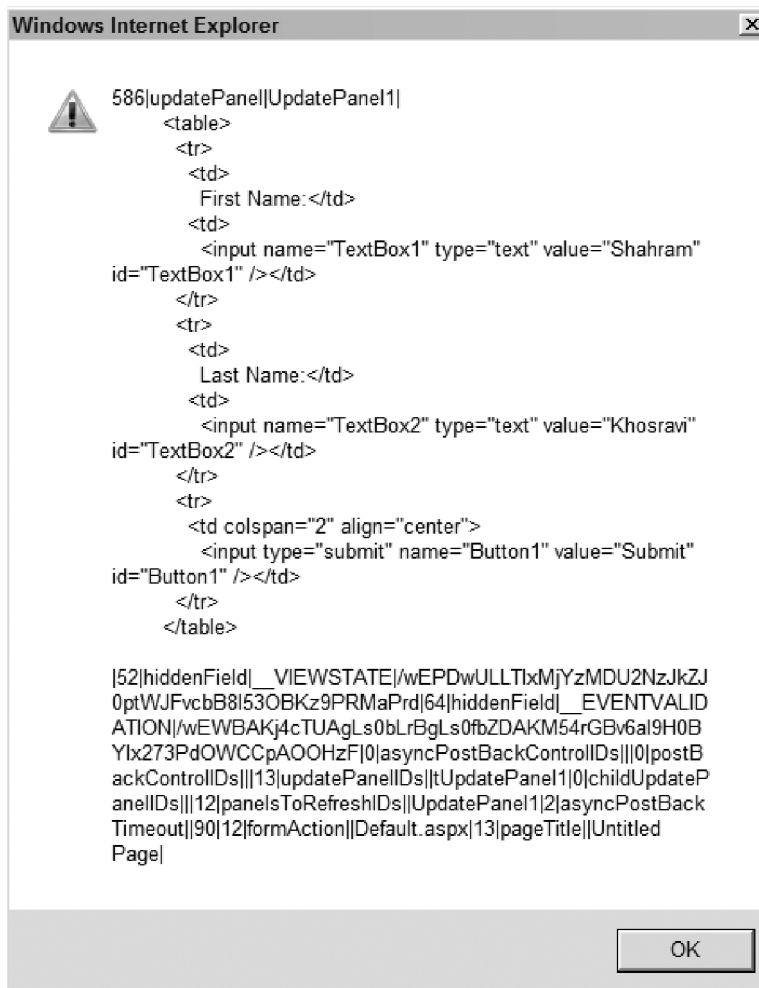 Windows Internet Explorer
586|updatePanel|UpdatePanel1|
<table>
<tr>
<td>
First Name:</td>
<td>
<input name="TextBox1" type="text" value="Shahram"
id="TextBox1" /></td>
</tr>
<tr>
<td>
Last Name:</td>
<td>
<input name="TextBox2" type="text" value="Khosravi"
id="TextBox2" /></td>
</tr>
<tr>
<td colspan="2" align="center">
<input type="submit" name="Button1" value="Submit"
id="Button1" /></td>
</tr>
</table>
|52|hiddenField|__VIEWSTATE|/wEPDwULLTIxMjYzMDU2NzJkZJ
0ptWJFvcbB8I53OBKz9PRMaPrd|64|hiddenField|__EVENTVALID
ATION|/wEWBAKj4cTUAgLs0bLrBgLs0fbZDAKM54rGBv6aI9H0B
YIx273PdOWCCpAOOHzF|0|asyncPostBackControlIDs|||0|postB
ackControlIDs|||13|updatePanelIDs||tUpdatePanel1|0|childUpdateP
anelIDs|||12|panelsToRefreshIDs||UpdatePanel1|2|asyncPostBack
Timeout||90|12|formAction||Default.aspx|13|pageTitle||Untitled
Page|
OK